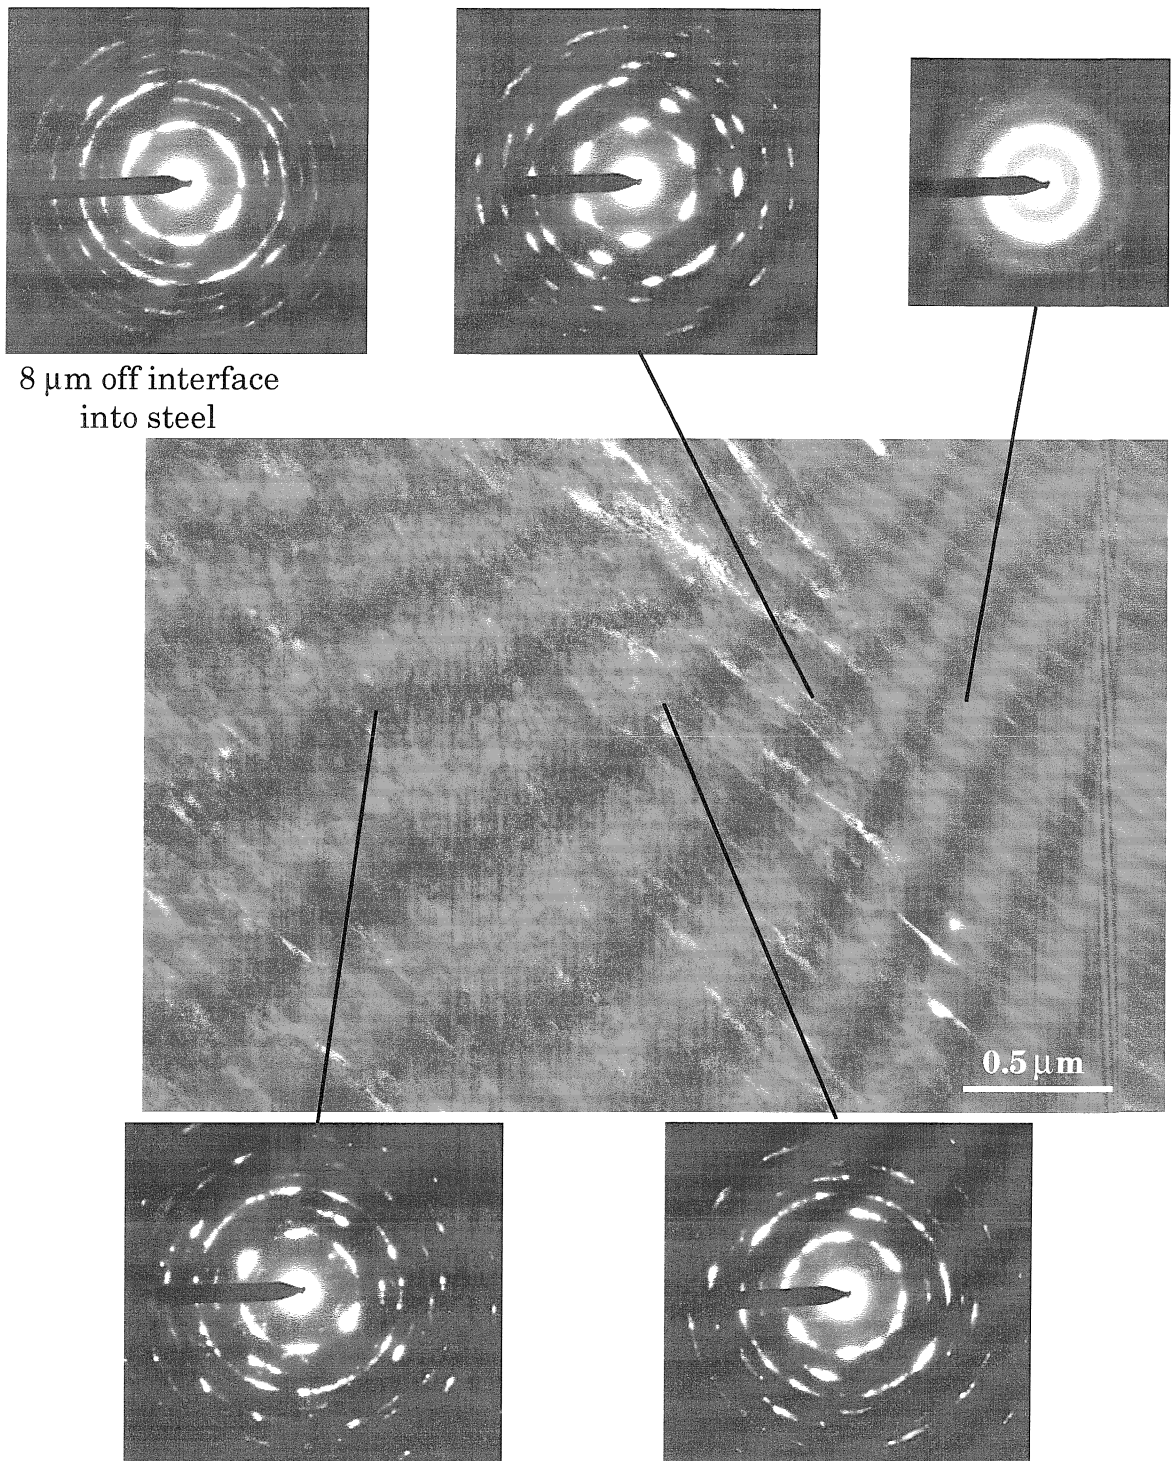 8 μm off interface
into steel
0.5 μm